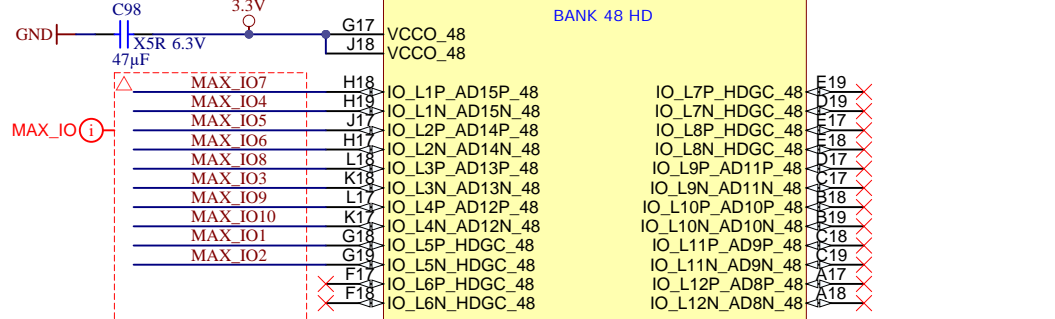 C98
3.3V
BANK 48 HD
GND
X5R 6.3V
47µF
G17 VCCO_48
J18 VCCO_48
MAX_IO
MAX_IO7 H18 IO_L1P_AD15P_48 IO_L7P_HDGC_48 E19
MAX_IO4 H19 IO_L1N_AD15N_48 IO_L7N_HDGC_48 D19
MAX_IO5 J17 IO_L2P_AD14P_48 IO_L8P_HDGC_48 E17
MAX_IO6 H17 IO_L2N_AD14N_48 IO_L8N_HDGC_48 E18
MAX_IO8 L18 IO_L3P_AD13P_48 IO_L9P_AD11P_48 D17
MAX_IO3 K18 IO_L3N_AD13N_48 IO_L9N_AD11N_48 C17
MAX_IO9 L17 IO_L4P_AD12P_48 IO_L10P_AD10P_48 B18
MAX_IO10 K17 IO_L4N_AD12N_48 IO_L10N_AD10N_48 B19
MAX_IO1 G18 IO_L5P_HDGC_48 IO_L11P_AD9P_48 C18
MAX_IO2 G19 IO_L5N_HDGC_48 IO_L11N_AD9N_48 C19
F17 IO_L6P_HDGC_48 IO_L12P_AD8P_48 A17
F18 IO_L6N_HDGC_48 IO_L12N_AD8N_48 A18